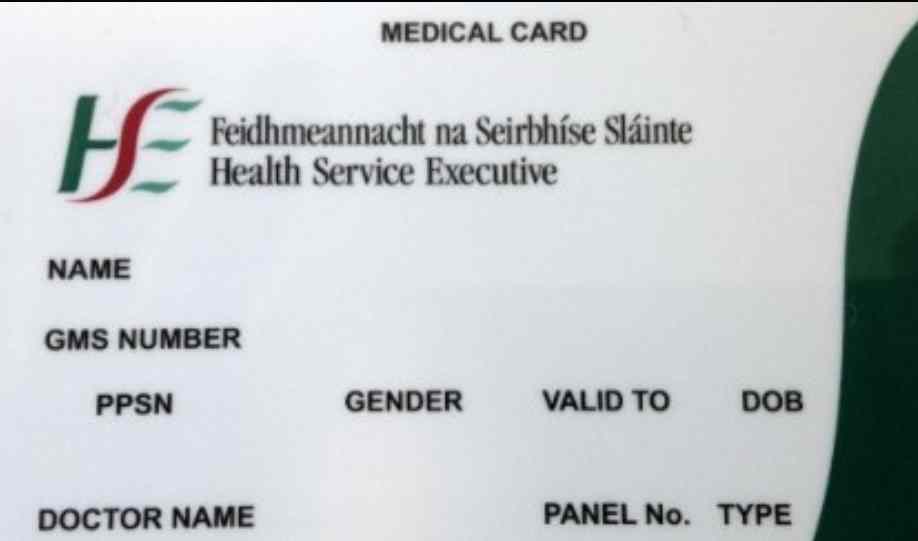 MEDICAL CARD
HSE
Feidhmeannacht na Seirbhíse Sláinte
Health Service Executive
NAME
GMS NUMBER
PPSN GENDER VALID TO DOB
DOCTOR NAME PANEL No. TYPE